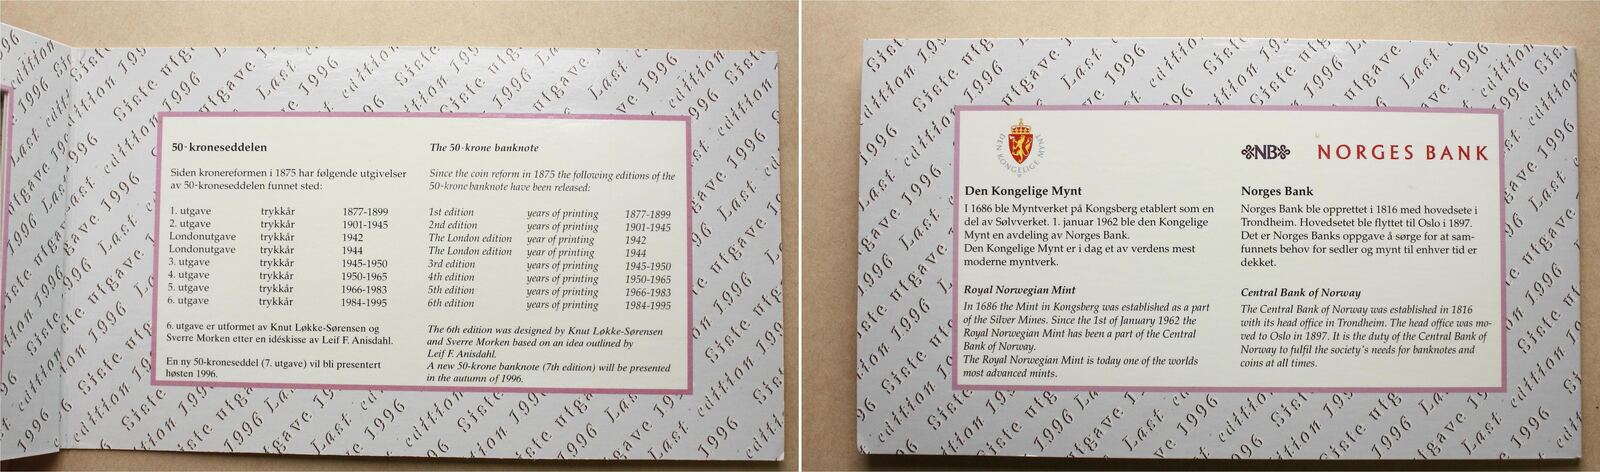 50-kroneseddelen
Siden kronereformen i 1875 har følgende utgivelser
av 50-kroneseddelen funnet sted:
1. utgave trykkår 1877-1899
2. utgave trykkår 1901-1945
Londonutgave trykkår 1942
Londonutgave trykkår 1944
3. utgave trykkår 1945-1950
4. utgave trykkår 1950-1965
5. utgave trykkår 1966-1983
6. utgave trykkår 1984-1995
6. utgave er utformet av Knut Løkke-Sørensen og
Sverre Morken etter en idéskisse av Leif F. Anisdahl.
En ny 50-kroneseddel (7. utgave) vil bli presentert
høsten 1996.
The 50-krone banknote
Since the coin reform in 1875 the following editions of the
50-krone banknote have been released:
1st edition years of printing 1877-1899
2nd edition years of printing 1901-1945
The London edition years of printing 1942
The London edition years of printing 1944
3rd edition years of printing 1945-1950
4th edition years of printing 1950-1965
5th edition years of printing 1966-1983
6th edition years of printing 1984-1995
The 6th edition was designed by Knut Løkke-Sørensen
and Sverre Morken based on an idea outlined by
Leif F. Anisdahl.
A new 50-krone banknote (7th edition) will be presented
in the autumn of 1996.
DEN KONGELIGE MYNT
Den Kongelige Mynt
I 1686 ble Myntverket på Kongsberg etablert som en
del av Sølvverket. 1. januar 1962 ble den Kongelige
Mynt en avdeling av Norges Bank.
Den Kongelige Mynt er i dag et av verdens mest
moderne myntverk.
Royal Norwegian Mint
In 1686 the Mint in Kongsberg was established as a part
of the Silver Mines. Since the 1st of January 1962 the
Royal Norwegian Mint has been a part of the Central
Bank of Norway.
The Royal Norwegian Mint is today one of the worlds
most advanced mints.
NB NORGES BANK
Norges Bank
Norges Bank ble opprettet i 1816 med hovedsete i
Trondheim. Hovedsetet ble flyttet til Oslo i 1897.
Det er Norges Banks oppgave å sørge for at sam-
funnets behov for sedler og mynt til enhver tid er
dekket.
Central Bank of Norway
The Central Bank of Norway was established in 1816
with its head office in Trondheim. The head office was mo-
ved to Oslo in 1897. It is the duty of the Central Bank of
Norway to fulfil the society's needs for banknotes and
coins at all times.
Siste utgave 1996
Last edition 1996